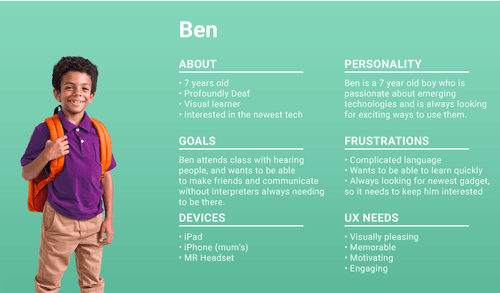 Ben
ABOUT
• 7 years old
• Profoundly Deaf
• Visual learner
• Interested in the newest tech
PERSONALITY
Ben is a 7 year old boy who is
passionate about emerging
technologies and is always looking
for exciting ways to use them.
GOALS
Ben attends class with hearing
people, and wants to be able
to make friends and communicate
without interpreters always needing
to be there.
FRUSTRATIONS
• Complicated language
• Wants to be able to learn quickly
• Always looking for newest gadget,
so it needs to keep him interested
DEVICES
• iPad
• iPhone (mum's)
• MR Headset
UX NEEDS
• Visually pleasing
• Memorable
• Motivating
• Engaging